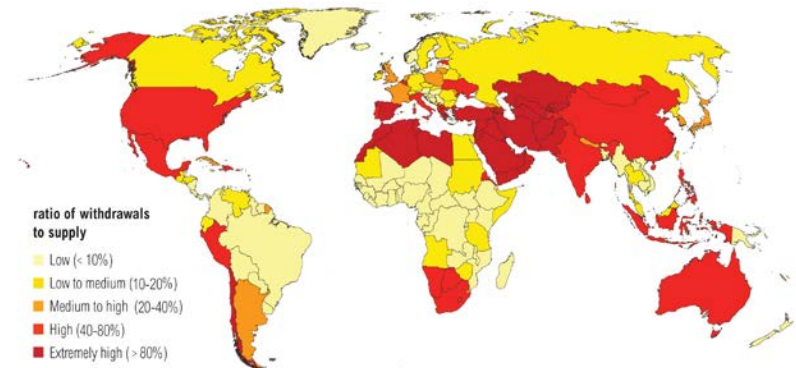 ratio of withdrawals
to supply
Low (< 10%)
Low to medium (10-20%)
Medium to high (20-40%)
High (40-80%)
Extremely high (> 80%)